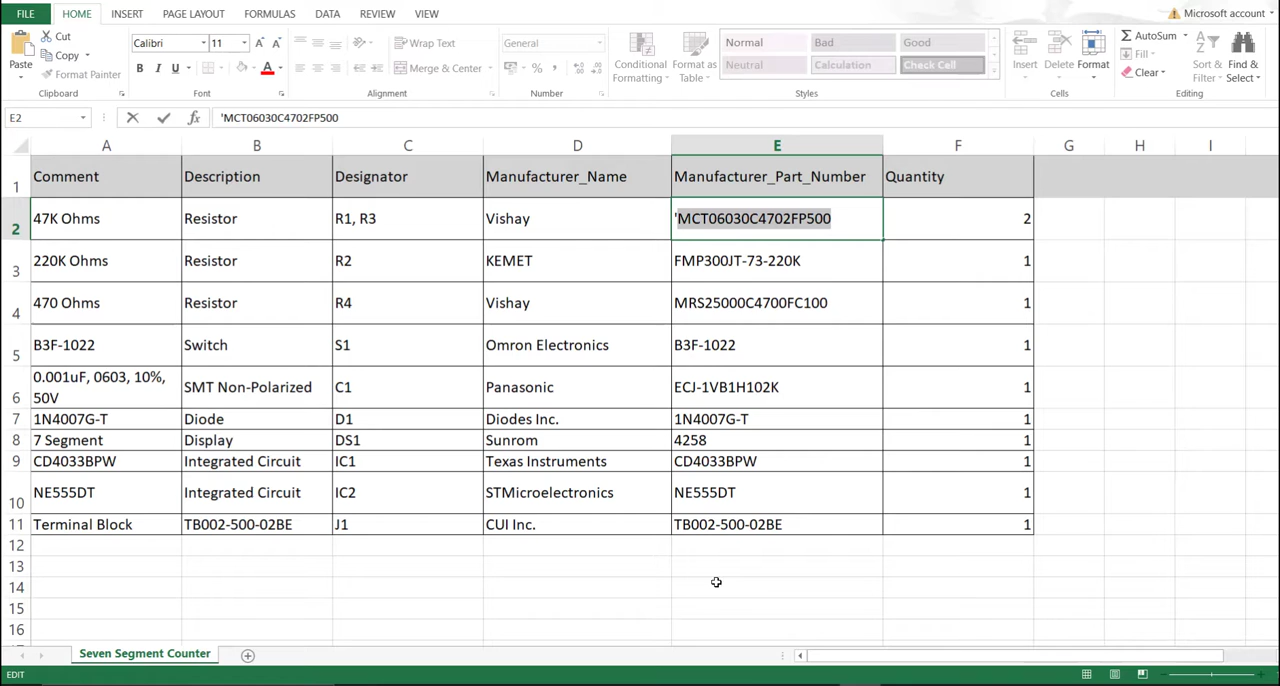 FILE HOME INSERT PAGE LAYOUT FORMULAS DATA REVIEW VIEW Microsoft account
Paste Cut Copy Format Painter Clipboard
Calibri 11 A A B I U A Font
Wrap Text Merge & Center Alignment
General % , Number
Conditional Formatting Format as Table Normal Bad Good Neutral Calculation Check Cell Styles
Insert Delete Format Cells
AutoSum Fill Clear Sort & Filter Find & Select Editing
E2 fx 'MCT06030C4702FP500
A B C D E F G H I
1 Comment Description Designator Manufacturer_Name Manufacturer_Part_Number Quantity
2 47K Ohms Resistor R1, R3 Vishay 'MCT06030C4702FP500 2
3 220K Ohms Resistor R2 KEMET FMP300JT-73-220K 1
4 470 Ohms Resistor R4 Vishay MRS25000C4700FC100 1
5 B3F-1022 Switch S1 Omron Electronics B3F-1022 1
6 0.001uF, 0603, 10%, 50V SMT Non-Polarized C1 Panasonic ECJ-1VB1H102K 1
7 1N4007G-T Diode D1 Diodes Inc. 1N4007G-T 1
8 7 Segment Display DS1 Sunrom 4258 1
9 CD4033BPW Integrated Circuit IC1 Texas Instruments CD4033BPW 1
10 NE555DT Integrated Circuit IC2 STMicroelectronics NE555DT 1
11 Terminal Block TB002-500-02BE J1 CUI Inc. TB002-500-02BE 1
12
13
14
15
16
Seven Segment Counter
EDIT